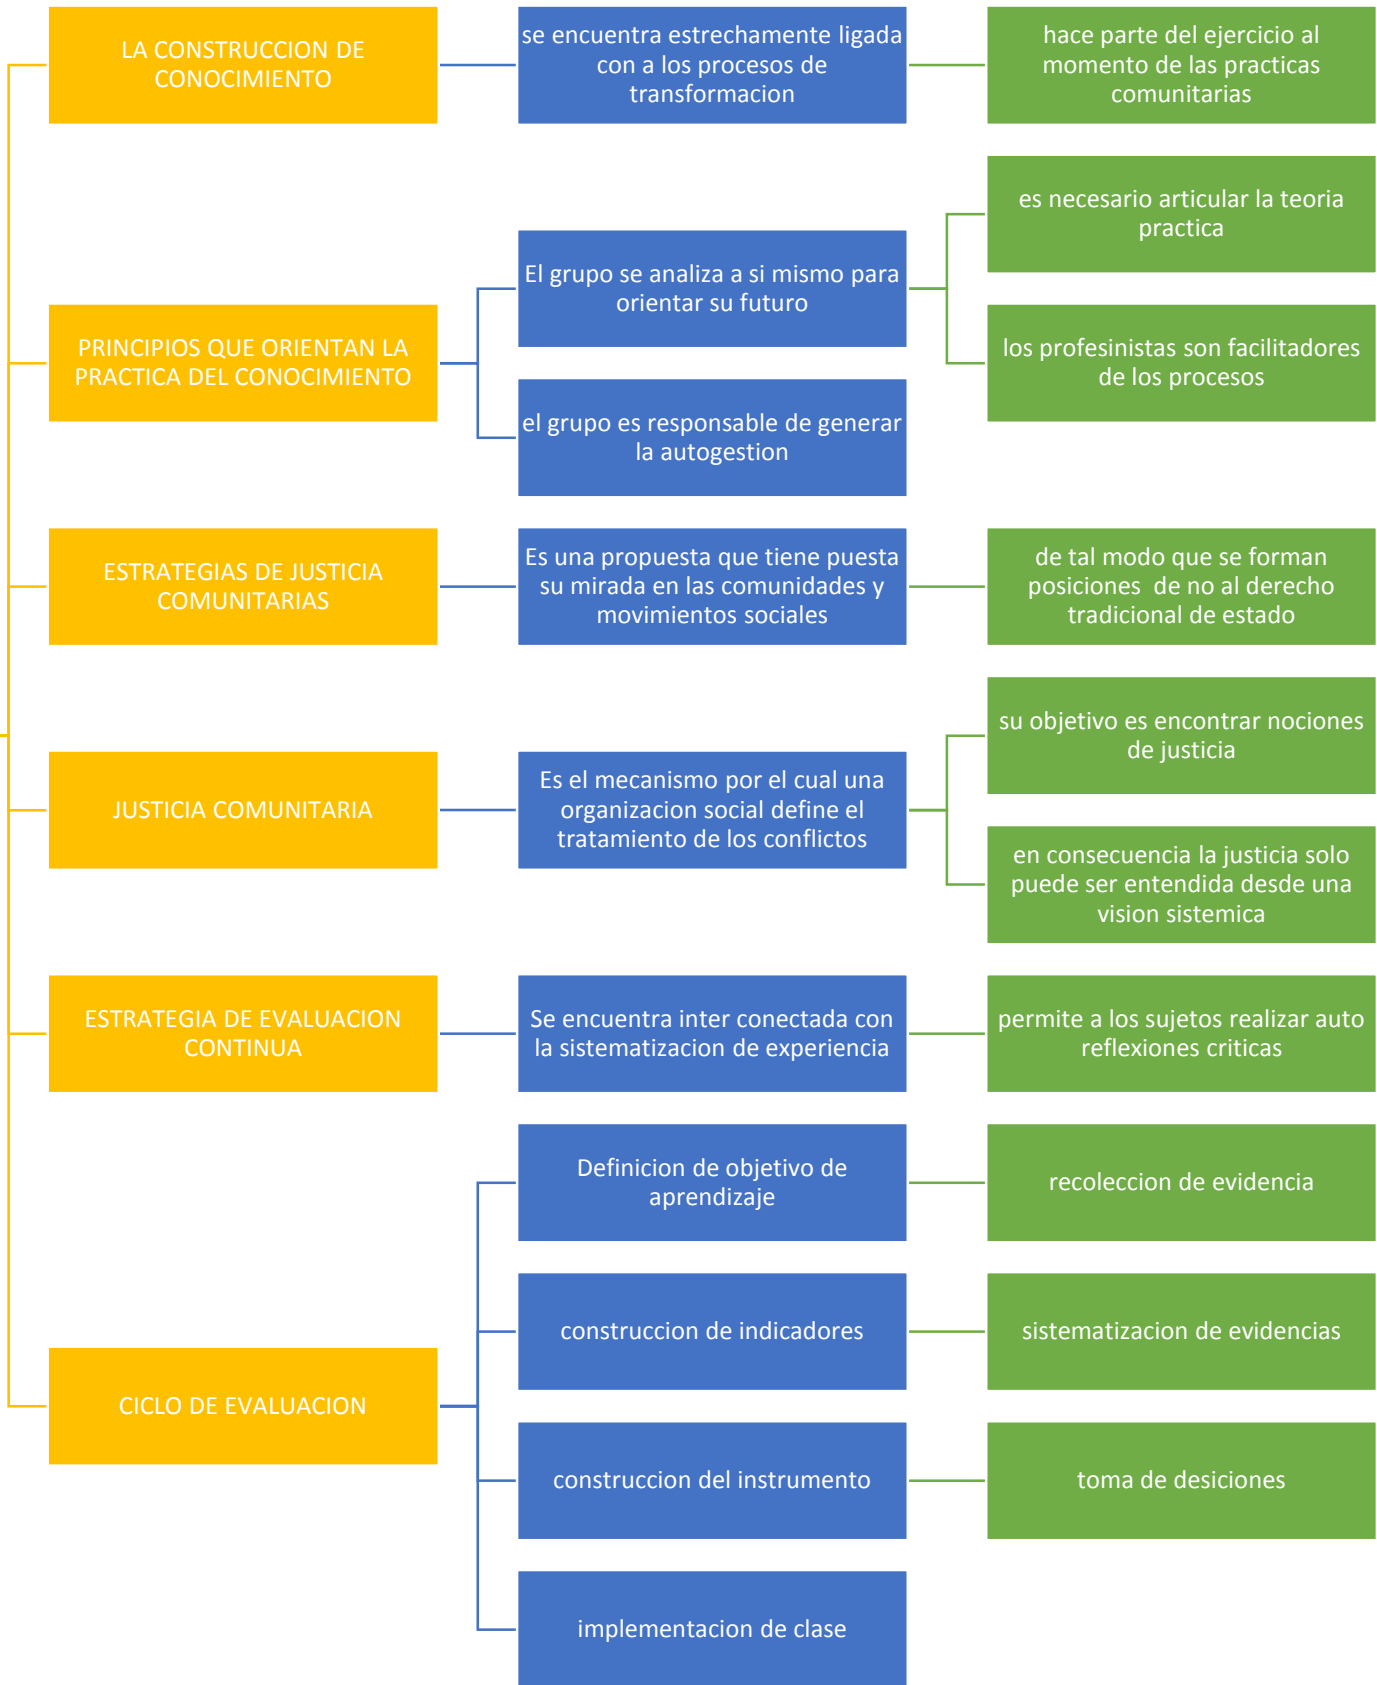 LA CONSTRUCCION DE
CONOCIMIENTO
se encuentra estrechamente ligada
con a los procesos de
transformacion
hace parte del ejercicio al
momento de las practicas
comunitarias
PRINCIPIOS QUE ORIENTAN LA
PRACTICA DEL CONOCIMIENTO
El grupo se analiza a si mismo para
orientar su futuro
es necesario articular la teoria
practica
los profesinistas son facilitadores
de los procesos
el grupo es responsable de generar
la autogestion
ESTRATEGIAS DE JUSTICIA
COMUNITARIAS
Es una propuesta que tiene puesta
su mirada en las comunidades y
movimientos sociales
de tal modo que se forman
posiciones  de no al derecho
tradicional de estado
JUSTICIA COMUNITARIA
Es el mecanismo por el cual una
organizacion social define el
tratamiento de los conflictos
su objetivo es encontrar nociones
de justicia
en consecuencia la justicia solo
puede ser entendida desde una
vision sistemica
ESTRATEGIA DE EVALUACION
CONTINUA
Se encuentra inter conectada con
la sistematizacion de experiencia
permite a los sujetos realizar auto
reflexiones criticas
CICLO DE EVALUACION
Definicion de objetivo de
aprendizaje
recoleccion de evidencia
construccion de indicadores
sistematizacion de evidencias
construccion del instrumento
toma de desiciones
implementacion de clase